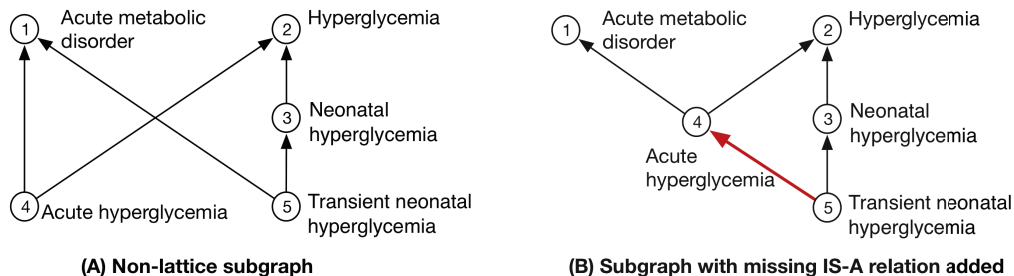 1
Acute metabolic
disorder
2
Hyperglycemia
3
Neonatal
hyperglycemia
4
Acute hyperglycemia
5
Transient neonatal
hyperglycemia
(A) Non-lattice subgraph
1
Acute metabolic
disorder
2
Hyperglycemia
3
Neonatal
hyperglycemia
4
Acute
hyperglycemia
5
Transient neonatal
hyperglycemia
(B) Subgraph with missing IS-A relation added